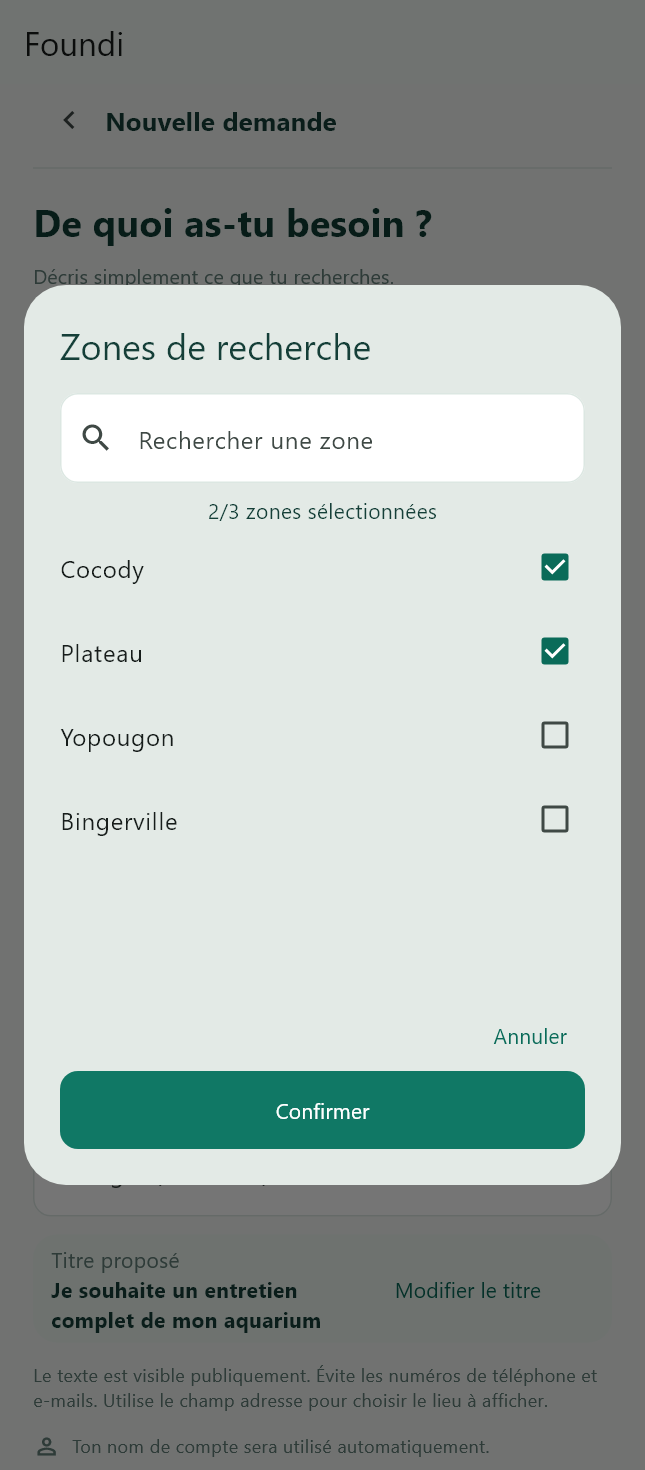 Foundi
Nouvelle demande
De quoi as-tu besoin ?
Décris simplement ce que tu recherches.
Zones de recherche
Rechercher une zone
2/3 zones sélectionnées
Cocody
Plateau
Yopougon
Bingerville
Annuler
Confirmer
Titre proposé
Je souhaite un entretien
complet de mon aquarium
Modifier le titre
Le texte est visible publiquement. Évite les numéros de téléphone et
e-mails. Utilise le champ adresse pour choisir le lieu à afficher.
Ton nom de compte sera utilisé automatiquement.